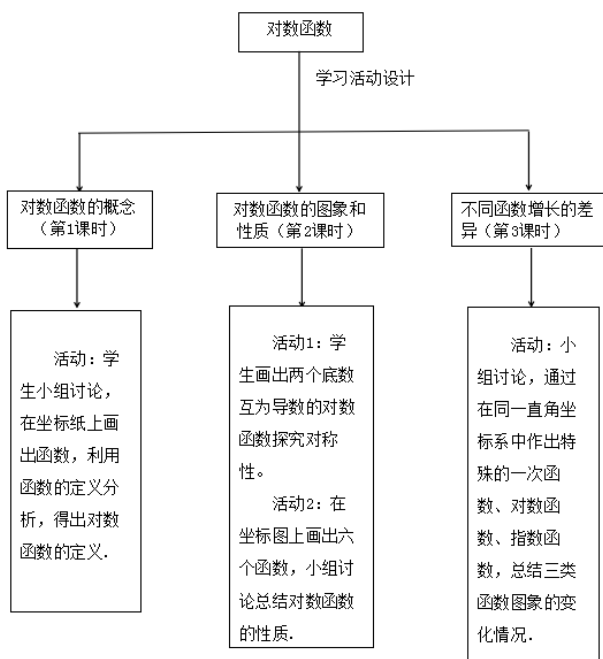 对数函数
学习活动设计
对数函数的概念
（第1课时）
对数函数的图象和
性质（第2课时）
不同函数增长的差
异（第3课时）
活动：学
生小组讨论，
在坐标纸上画
出函数，利用
函数的定义分
析，得出对数
函数的定义.
活动1：学
生画出两个底数
互为导数的对数
函数探究对称
性。
活动2：在
坐标图上画出六
个函数，小组讨
论总结对数函数
的性质.
活动：小
组讨论，通过
在同一直角坐
标系中作出特
殊的一次函
数、对数函
数、指数函
数，总结三类
函数图象的变
化情况.